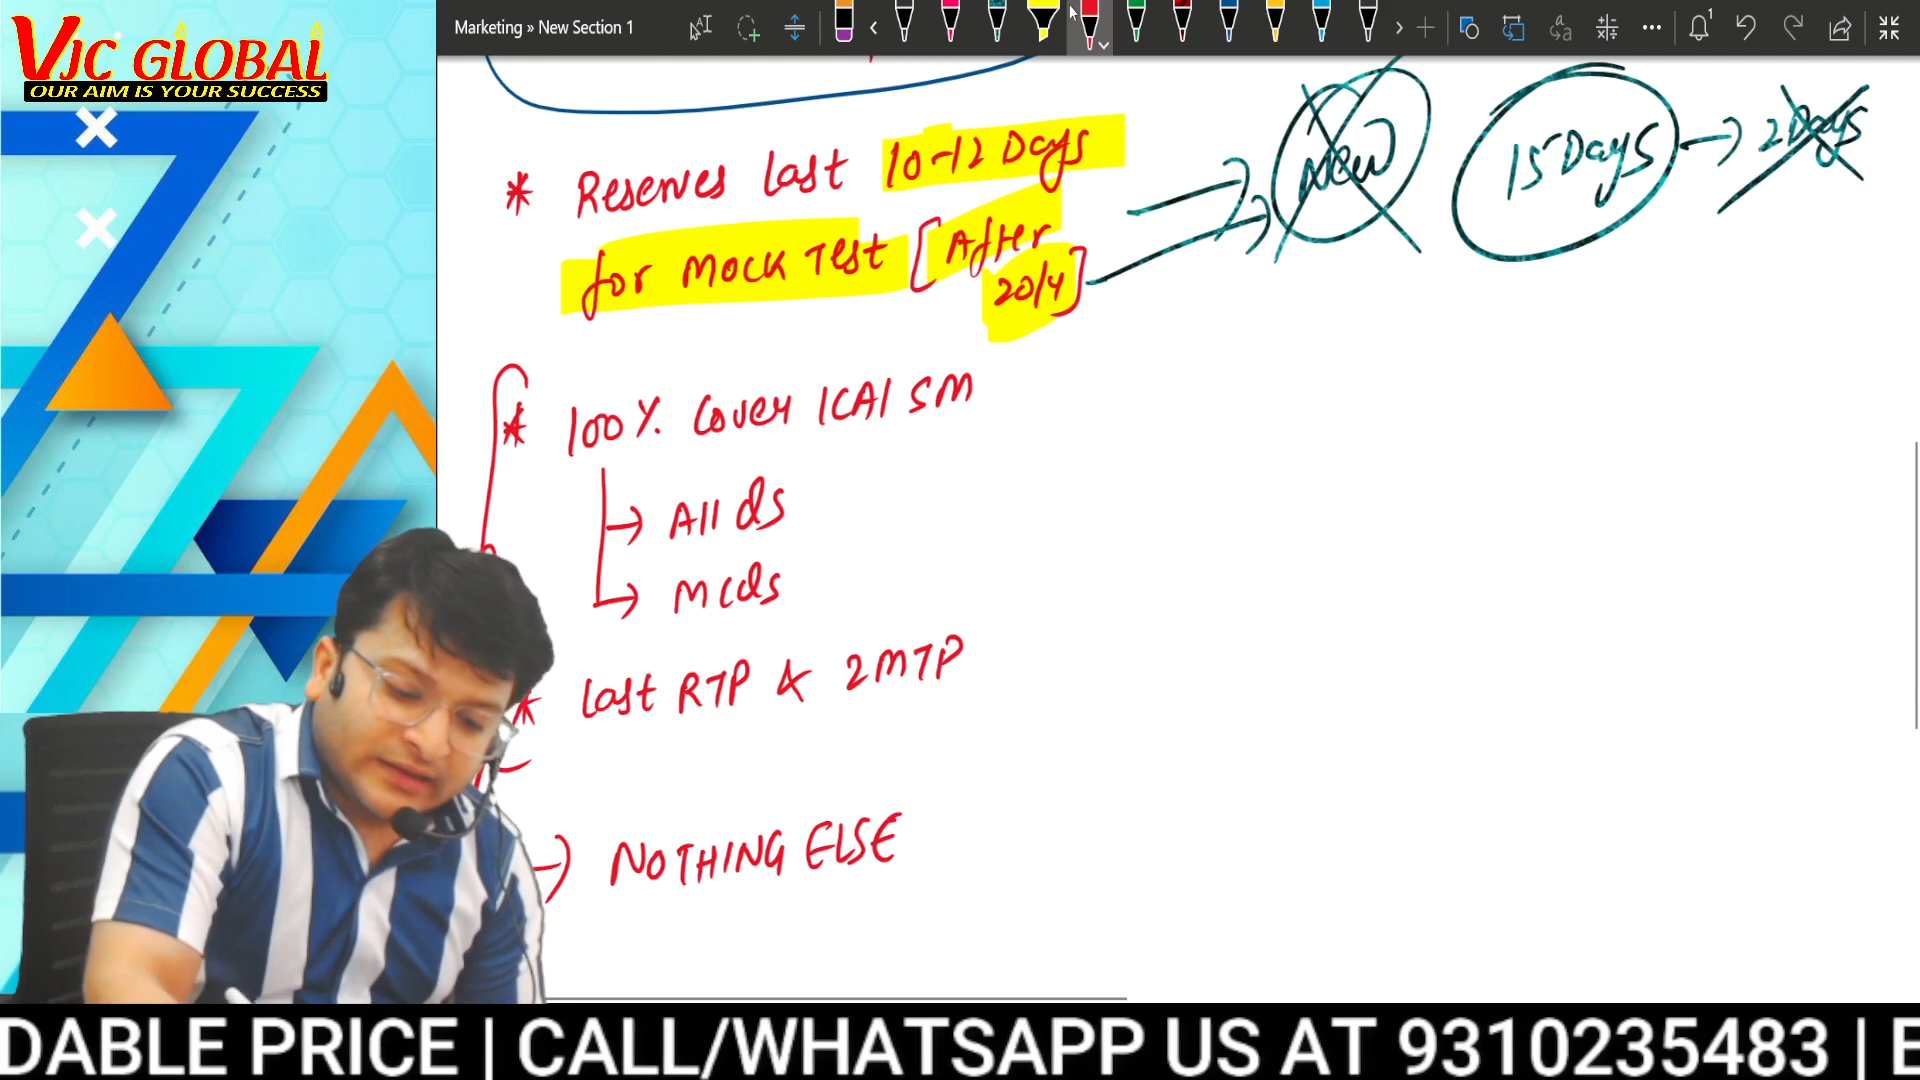 VJC GLOBAL
OUR AIM IS YOUR SUCCESS
Marketing » New Section 1
* Reserves last 10-12 Days
for Mock Test [After
20/4]
New
15 Days → 2 Days
* 100% Cover ICAI SM
→ All Qs
→ MCQs
* last RTP & 2 MTP
→ NOTHING ELSE
DABLE PRICE | CALL/WHATSAPP US AT 9310235483 | E